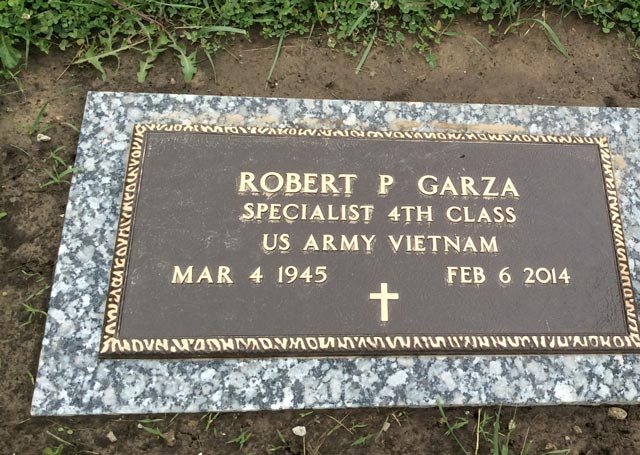 ROBERT P GARZA
SPECIALIST 4TH CLASS
US ARMY VIETNAM
MAR 4 1945 FEB 6 2014